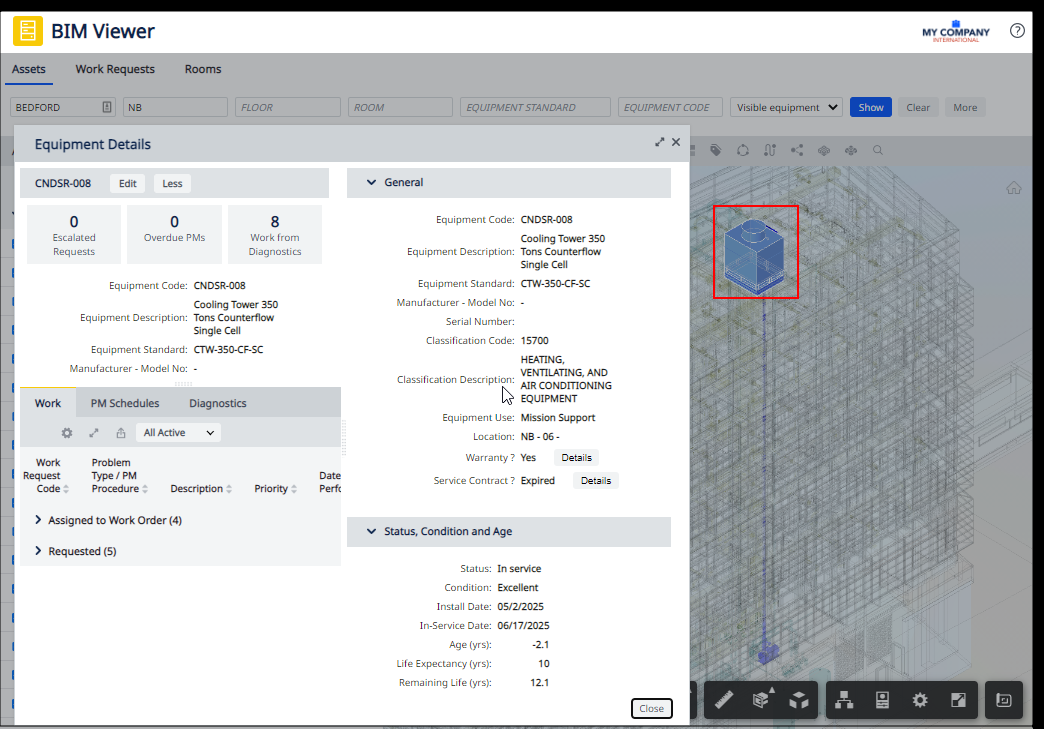 BIM Viewer
MY COMPANY
INTERNATIONAL
Assets Work Requests Rooms
BEDFORD NB FLOOR ROOM EQUIPMENT STANDARD EQUIPMENT CODE Visible equipment Show Clear More
Equipment Details
CNDSR-008 Edit Less
0 0 8
Escalated Requests
Overdue PMs
Work from Diagnostics
Equipment Code: CNDSR-008
Equipment Description: Cooling Tower 350
Tons Counterflow
Single Cell
Equipment Standard: CTW-350-CF-SC
Manufacturer - Model No: -
Work PM Schedules Diagnostics
All Active
Work
Request
Code
Problem
Type / PM
Procedure
Description
Priority
Date
Perfo
Assigned to Work Order (4)
Requested (5)
General
Equipment Code: CNDSR-008
Equipment Description: Cooling Tower 350
Tons Counterflow
Single Cell
Equipment Standard: CTW-350-CF-SC
Manufacturer - Model No: -
Serial Number:
Classification Code: 15700
Classification Description: HEATING,
VENTILATING, AND
AIR CONDITIONING
EQUIPMENT
Equipment Use: Mission Support
Location: NB - 06 -
Warranty ? Yes Details
Service Contract ? Expired Details
Status, Condition and Age
Status: In service
Condition: Excellent
Install Date: 05/2/2025
In-Service Date: 06/17/2025
Age (yrs): -2.1
Life Expectancy (yrs): 10
Remaining Life (yrs): 12.1
Close